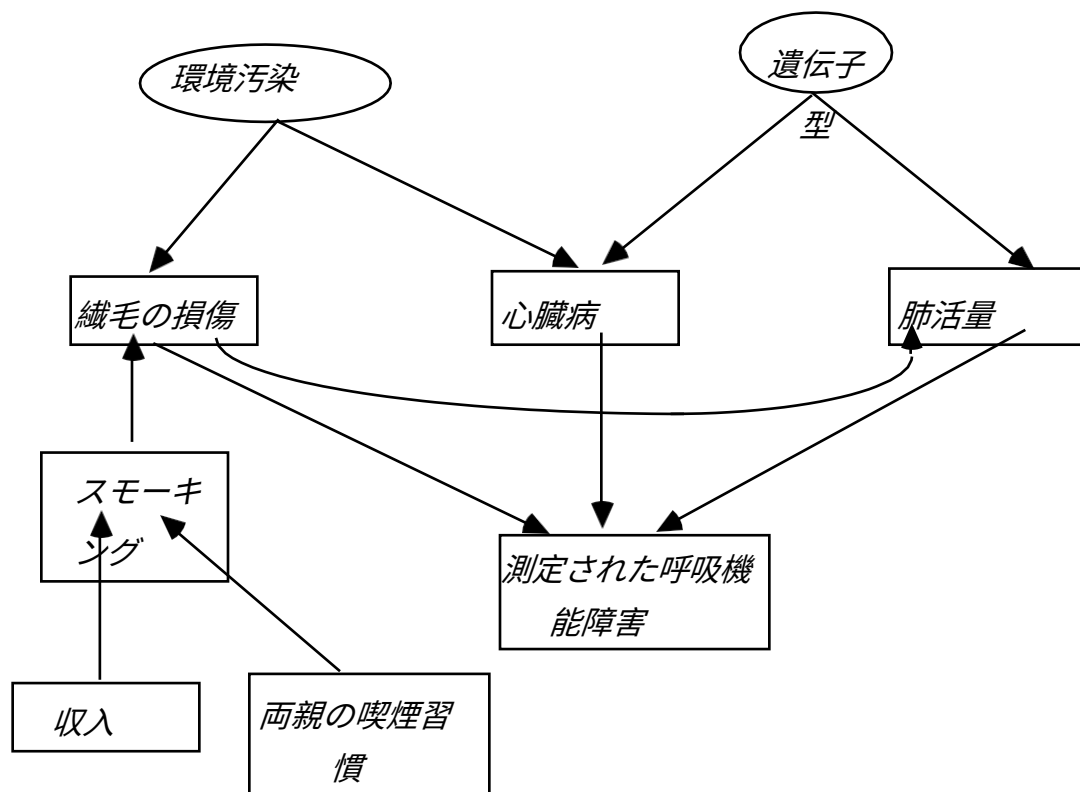 環境汚染
遺伝子
型
繊毛の損傷
心臓病
肺活量
スモーキ
ング
測定された呼吸機
能障害
収入
両親の喫煙習
慣